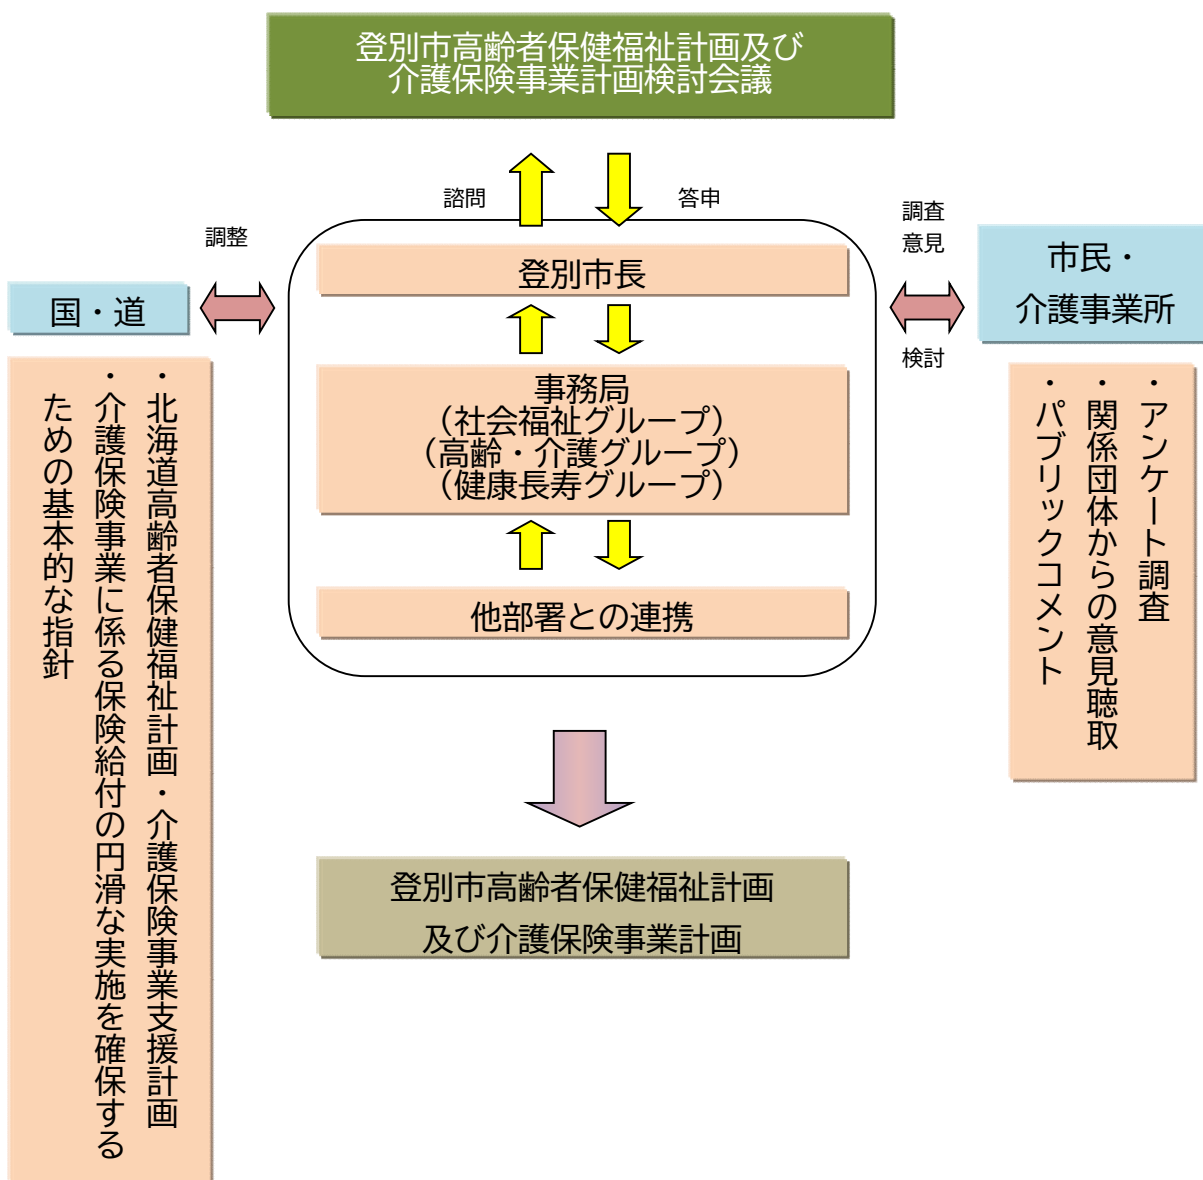 登別市高齢者保健福祉計画及び
介護保険事業計画検討会議
諮問
答申
調整
調査
意見
検討
国・道
・北海道高齢者保健福祉計画・介護保険事業支援計画
・介護保険事業に係る保険給付の円滑な実施を確保する
ための基本的な指針
登別市長
事務局
（社会福祉グループ）
（高齢・介護グループ）
（健康長寿グループ）
他部署との連携
市民・
介護事業所
・アンケート調査
・関係団体からの意見聴取
・パブリックコメント
登別市高齢者保健福祉計画
及び介護保険事業計画